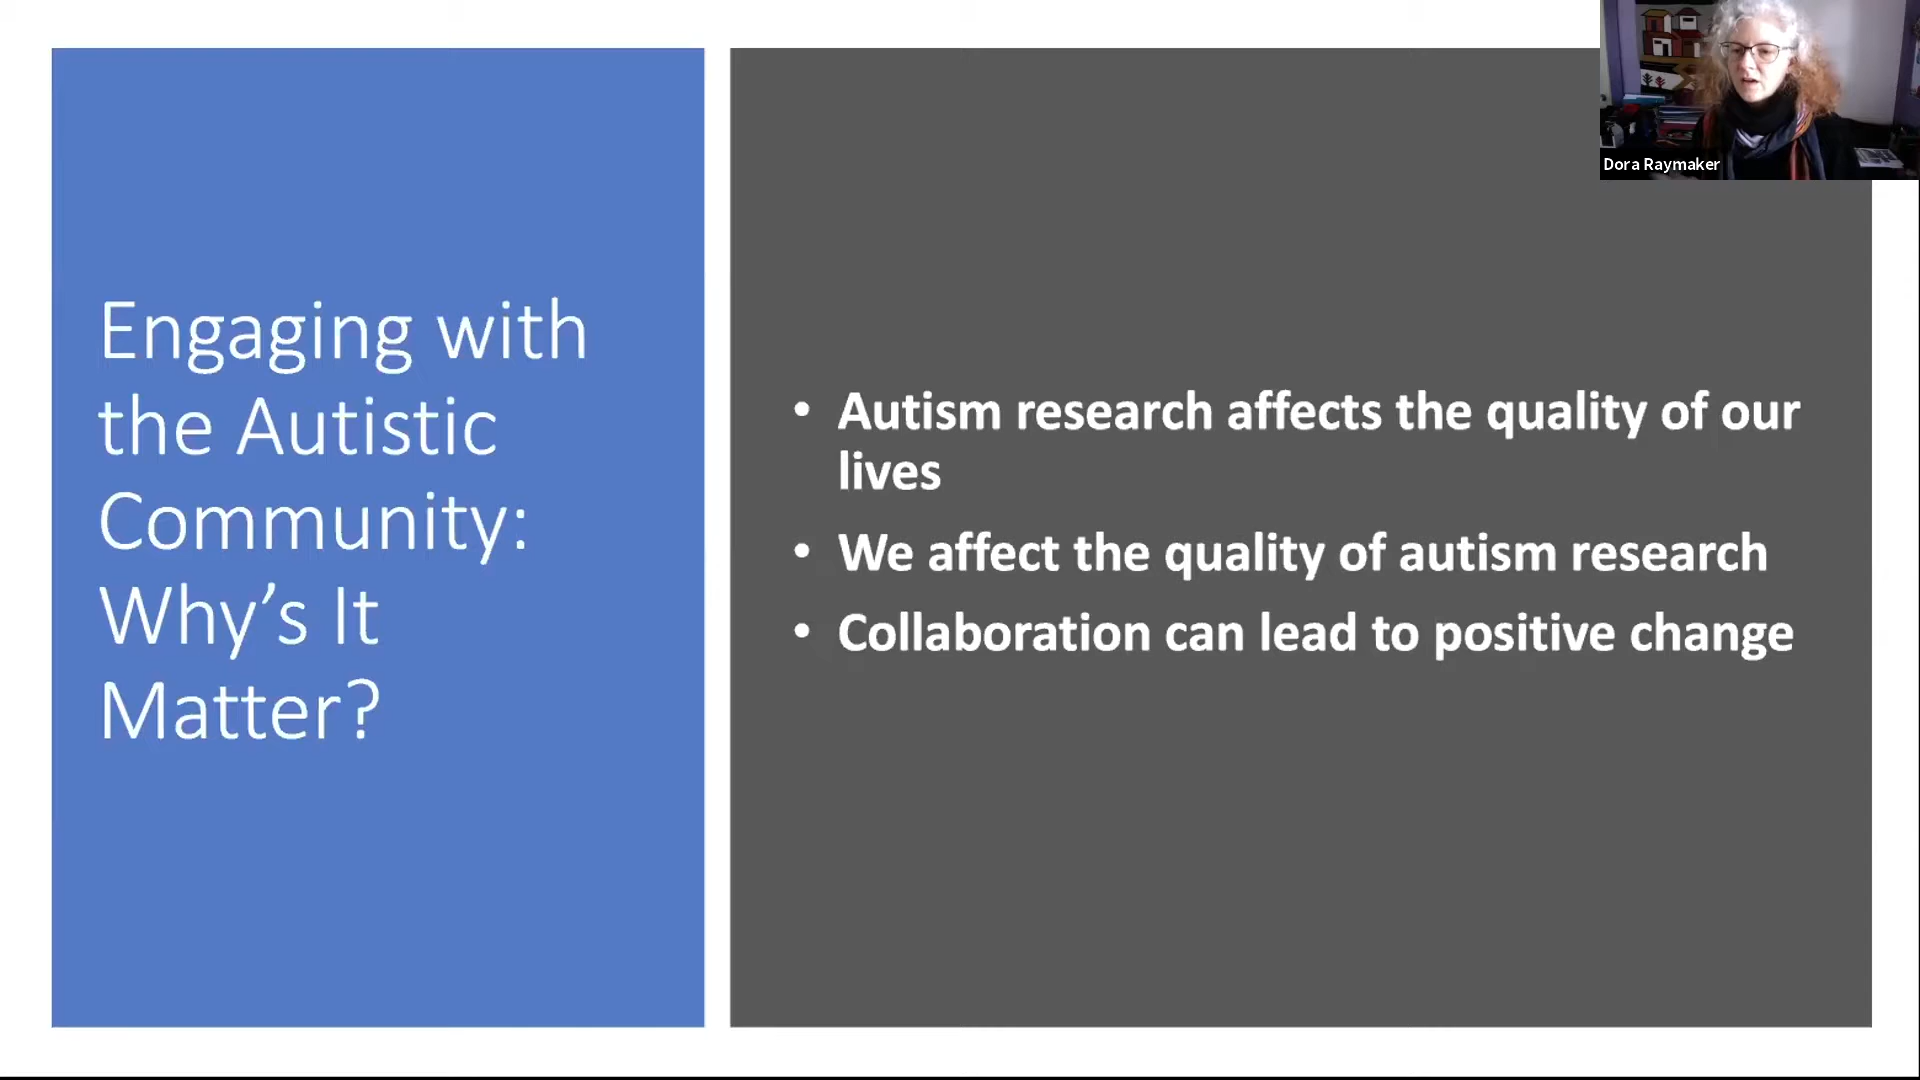 Engaging with
the Autistic
Community:
Why’s It
Matter?
• Autism research affects the quality of our
lives
• We affect the quality of autism research
• Collaboration can lead to positive change
Dora Raymaker